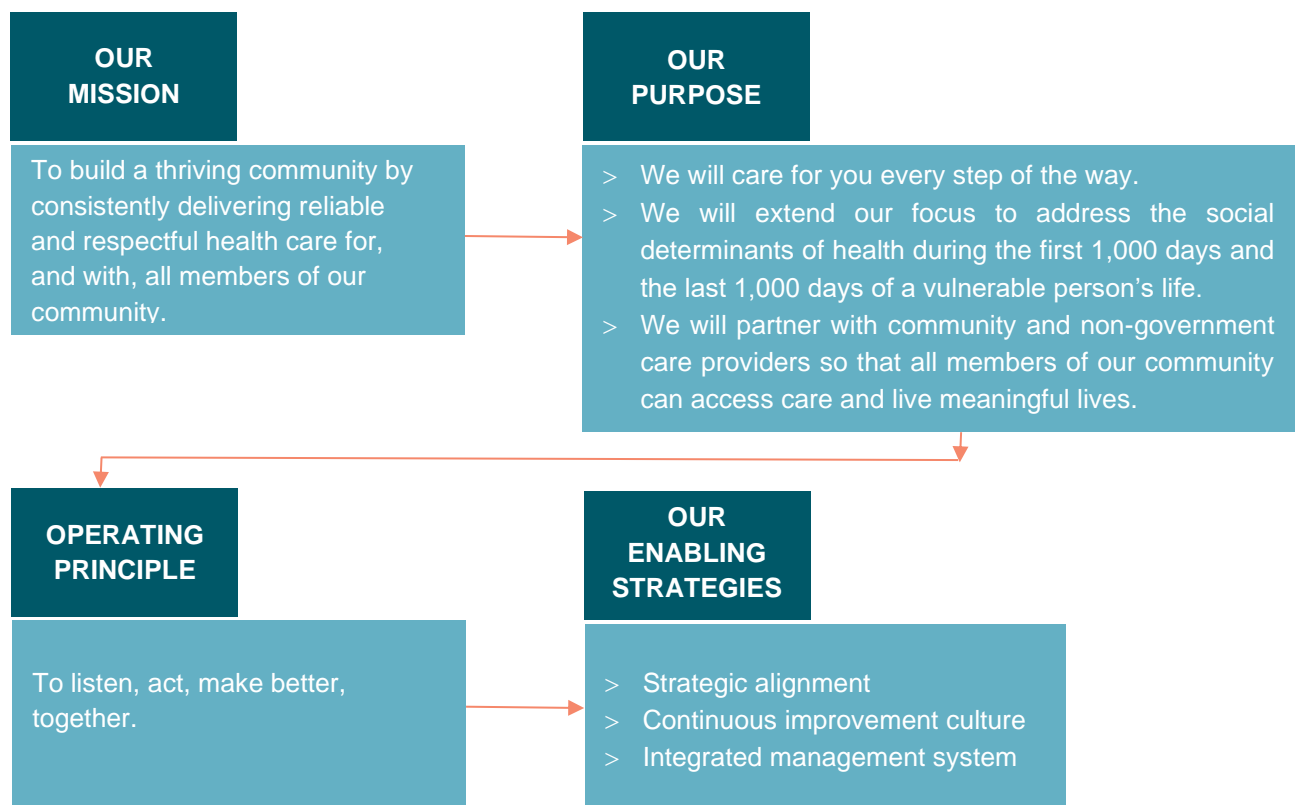 OUR
MISSION
To build a thriving community by
consistently delivering reliable
and respectful health care for,
and with, all members of our
community.
OUR
PURPOSE
> We will care for you every step of the way.
> We will extend our focus to address the social
determinants of health during the first 1,000 days and
the last 1,000 days of a vulnerable person's life.
> We will partner with community and non-government
care providers so that all members of our community
can access care and live meaningful lives.
OPERATING
PRINCIPLE
To listen, act, make better,
together.
OUR
ENABLING
STRATEGIES
> Strategic alignment
> Continuous improvement culture
> Integrated management system